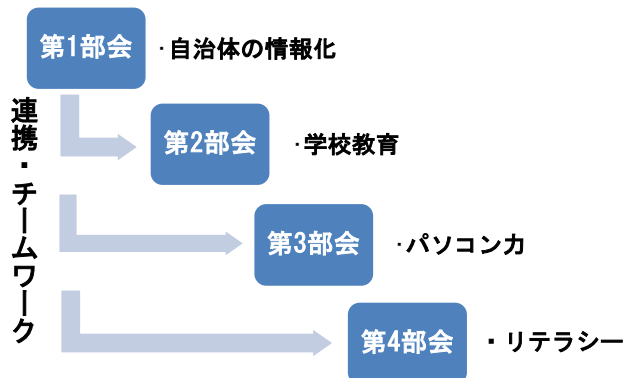 第1部会
・自治体の情報化
連携・チームワーク
第2部会
・学校教育
第3部会
・パソコン力
第4部会
・リテラシー